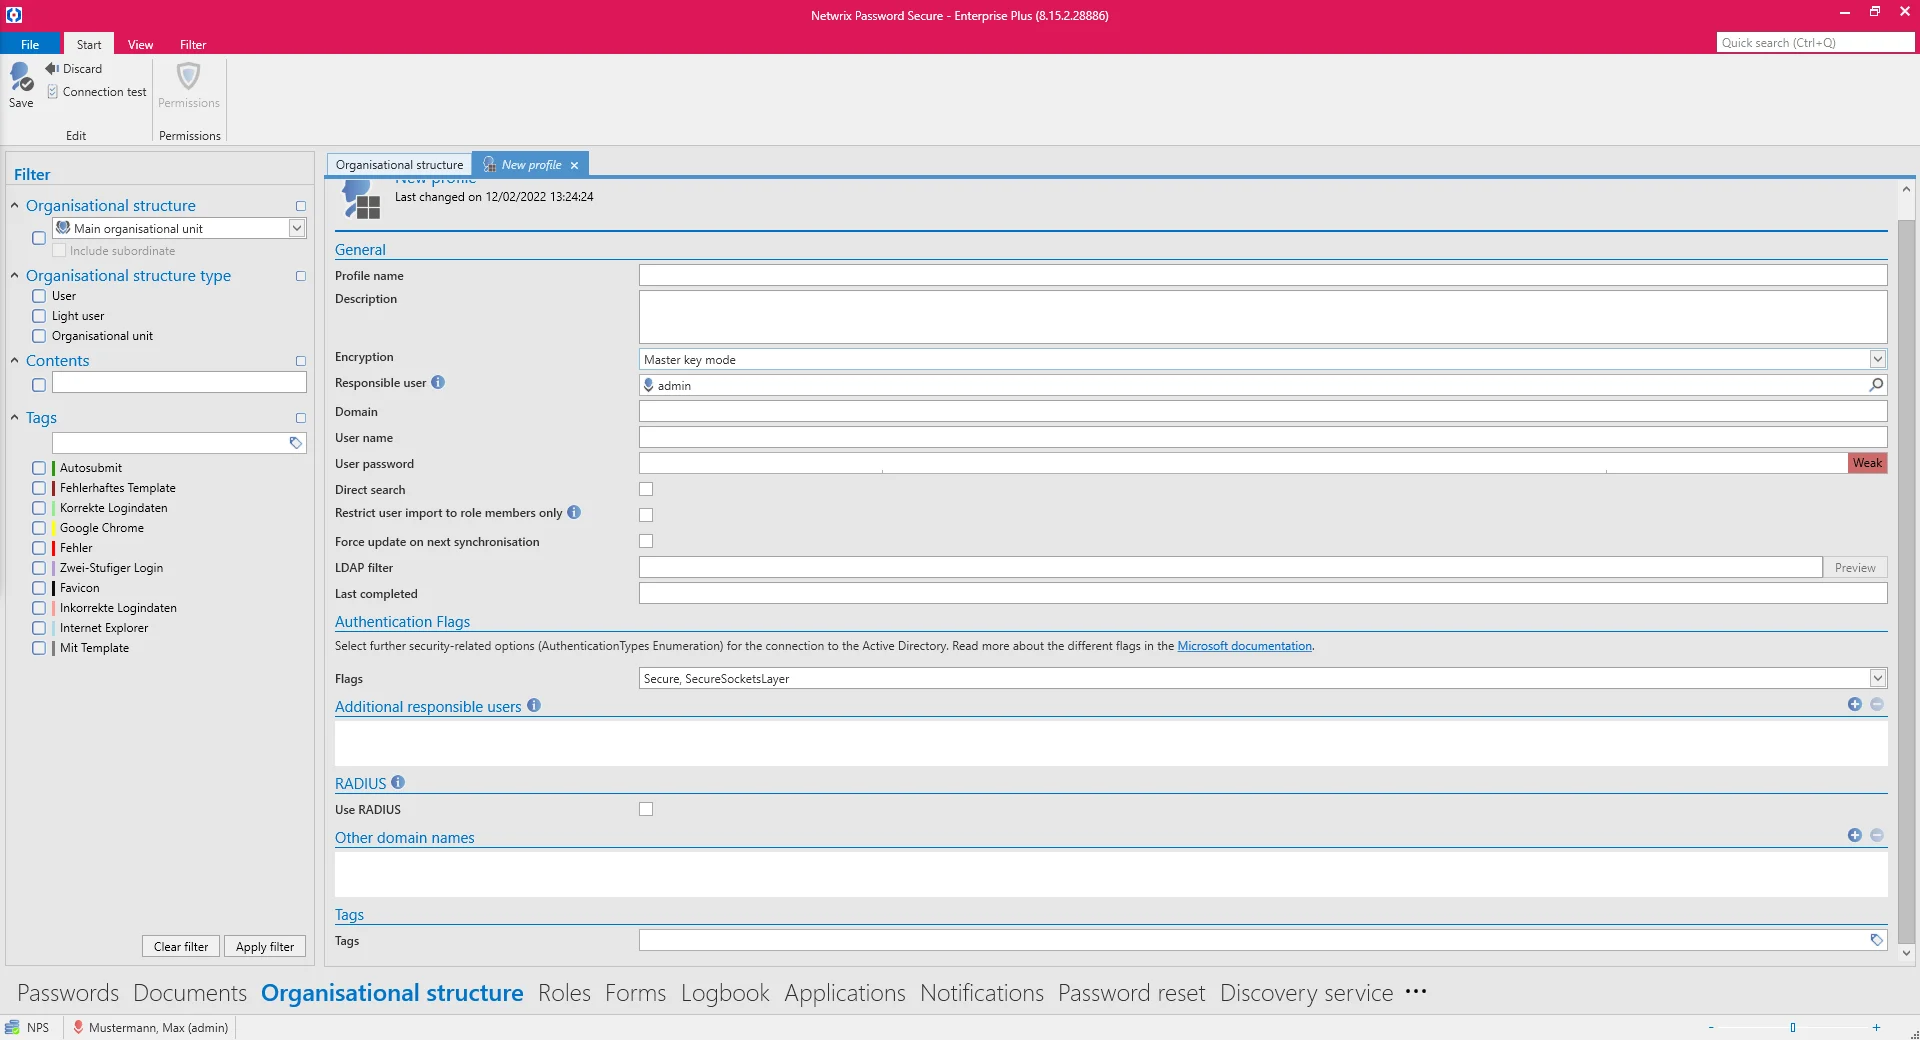 Netwrix Password Secure - Enterprise Plus (8.15.2.28886)
File Start View Filter
Quick search (Ctrl+Q)
Save
Discard
Connection test
Edit
Permissions
Permissions
Filter
Organisational structure
Main organisational unit
Include subordinate
Organisational structure type
User
Light user
Organisational unit
Contents
Tags
Autosubmit
Fehlerhaftes Template
Korrekte Logindaten
Google Chrome
Fehler
Zwei-Stufiger Login
Favicon
Inkorrekte Logindaten
Internet Explorer
Mit Template
Clear filter Apply filter
Organisational structure New profile
New profile
Last changed on 12/02/2022 13:24:24
General
Profile name
Description
Encryption Master key mode
Responsible user admin
Domain
User name
User password Weak
Direct search
Restrict user import to role members only
Force update on next synchronisation
LDAP filter Preview
Last completed
Authentication Flags
Select further security-related options (AuthenticationTypes Enumeration) for the connection to the Active Directory. Read more about the different flags in the Microsoft documentation.
Flags Secure, SecureSocketsLayer
Additional responsible users
RADIUS
Use RADIUS
Other domain names
Tags
Tags
Passwords Documents Organisational structure Roles Forms Logbook Applications Notifications Password reset Discovery service •••
NPS Mustermann, Max (admin)